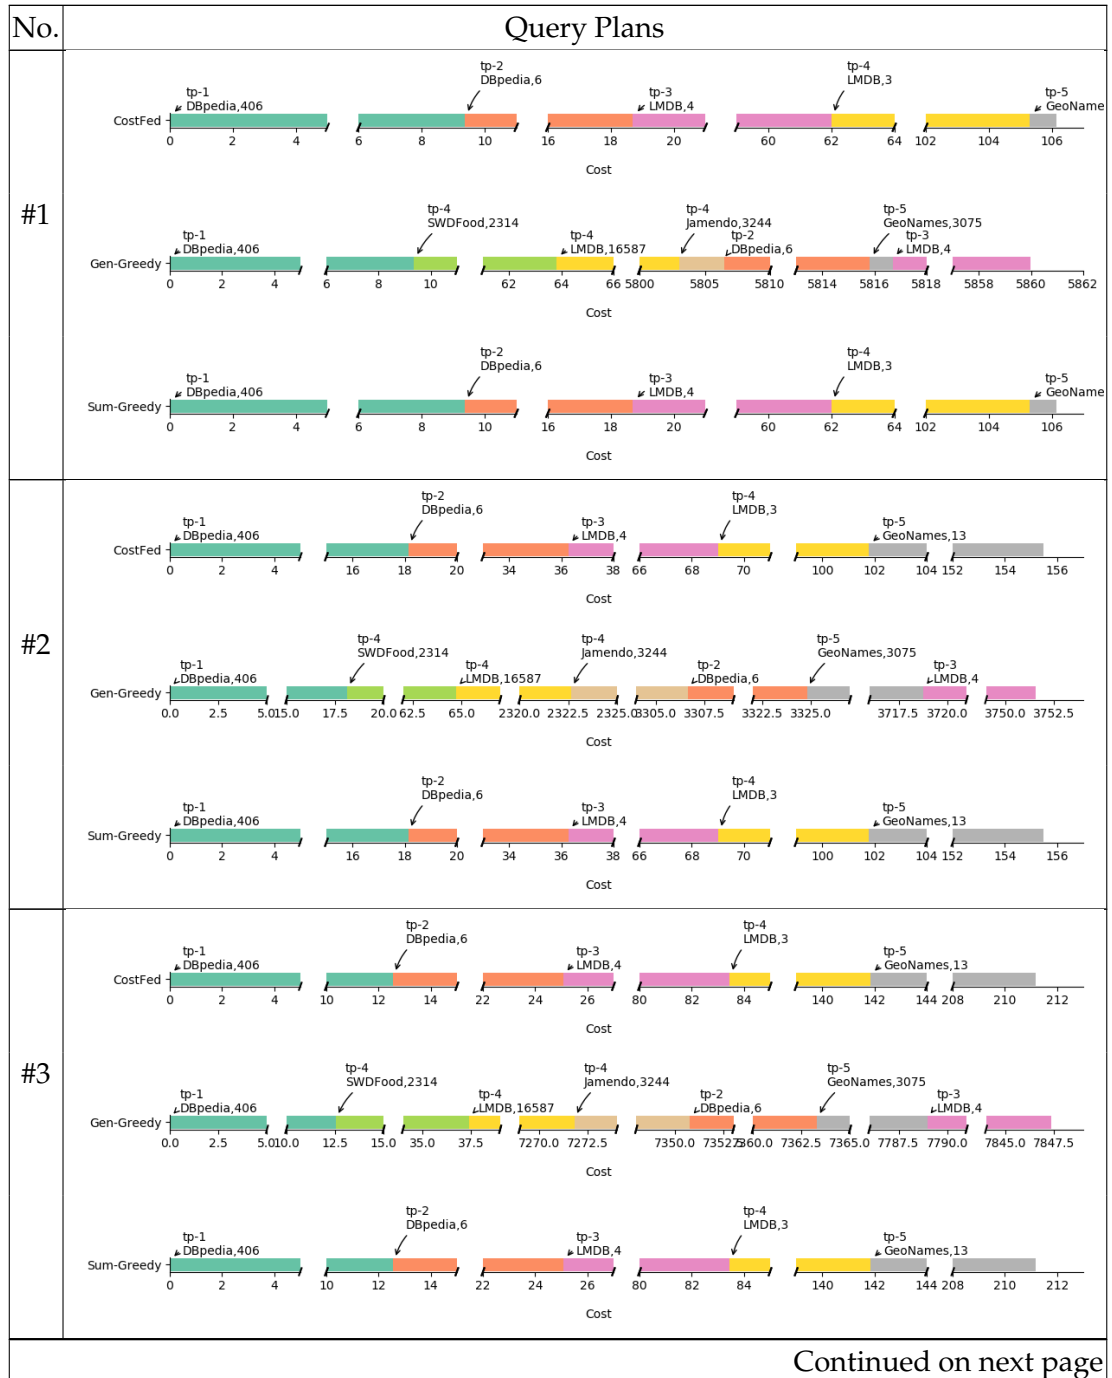 No.
Query Plans
#1
tp-1
DBpedia,406
tp-2
DBpedia,6
tp-3
LMDB,4
tp-4
LMDB,3
tp-5
GeoName
CostFed
0 2 4 6 8 10 16 18 20 60 62 64 102 104 106
Cost
tp-1
DBpedia,406
tp-4
SWDFood,2314
tp-4
LMDB,16587
tp-4
Jamendo,3244
tp-2
DBpedia,6
tp-5
GeoNames,3075
tp-3
LMDB,4
Gen-Greedy
0 2 4 6 8 10 62 64 66 5800 5805 5810 5814 5816 5818 5858 5860 5862
Cost
tp-1
DBpedia,406
tp-2
DBpedia,6
tp-3
LMDB,4
tp-4
LMDB,3
tp-5
GeoName
Sum-Greedy
0 2 4 6 8 10 16 18 20 60 62 64 102 104 106
Cost
#2
tp-1
DBpedia,406
tp-2
DBpedia,6
tp-3
LMDB,4
tp-4
LMDB,3
tp-5
GeoNames,13
CostFed
0 2 4 16 18 20 34 36 38 66 68 70 100 102 104 152 154 156
Cost
tp-1
DBpedia,406
tp-4
SWDFood,2314
tp-4
LMDB,16587
tp-4
Jamendo,3244
tp-2
DBpedia,6
tp-5
GeoNames,3075
tp-3
LMDB,4
Gen-Greedy
0.0 2.5 5.0 15.0 17.5 20.0 62.5 65.0 2320.0 2322.5 2325.0 3305.0 3307.5 3322.5 3325.0 3717.5 3720.0 3750.0 3752.5
Cost
tp-1
DBpedia,406
tp-2
DBpedia,6
tp-3
LMDB,4
tp-4
LMDB,3
tp-5
GeoNames,13
Sum-Greedy
0 2 4 16 18 20 34 36 38 66 68 70 100 102 104 152 154 156
Cost
#3
tp-1
DBpedia,406
tp-2
DBpedia,6
tp-3
LMDB,4
tp-4
LMDB,3
tp-5
GeoNames,13
CostFed
0 2 4 10 12 14 22 24 26 80 82 84 140 142 144 208 210 212
Cost
tp-1
DBpedia,406
tp-4
SWDFood,2314
tp-4
LMDB,16587
tp-4
Jamendo,3244
tp-2
DBpedia,6
tp-5
GeoNames,3075
tp-3
LMDB,4
Gen-Greedy
0.0 2.5 5.0 10.0 12.5 15.0 35.0 37.5 7270.0 7272.5 7350.0 7352.5 7360.0 7362.5 7365.0 7787.5 7790.0 7845.0 7847.5
Cost
tp-1
DBpedia,406
tp-2
DBpedia,6
tp-3
LMDB,4
tp-4
LMDB,3
tp-5
GeoNames,13
Sum-Greedy
0 2 4 10 12 14 22 24 26 80 82 84 140 142 144 208 210 212
Cost
Continued on next page